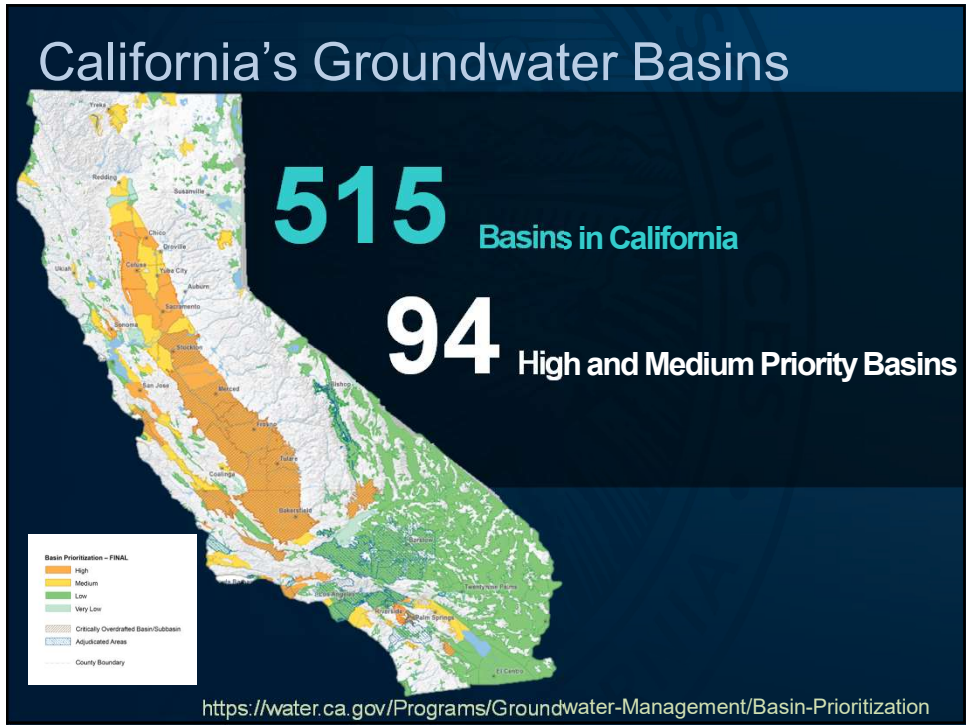 California's Groundwater Basins
Yreka
Redding
Susanville
515 Basins in California
Chico
Oroville
Colusa
Yuba City
Ukiah
Auburn
Sacramento
94 High and Medium Priority Basins
Sonoma
Stockton
San Jose
Merced
Bishop
Fresno
Tulare
Coalinga
Bakersfield
Barstow
Basin Prioritization – FINAL
High
Medium
Low
Very Low
Critically Overdrafted Basin/Subbasin
Adjudicated Areas
County Boundary
Los Angeles
Twentynine Palms
Riverside
Palm Springs
El Centro
https://water.ca.gov/Programs/Groundwater-Management/Basin-Prioritization